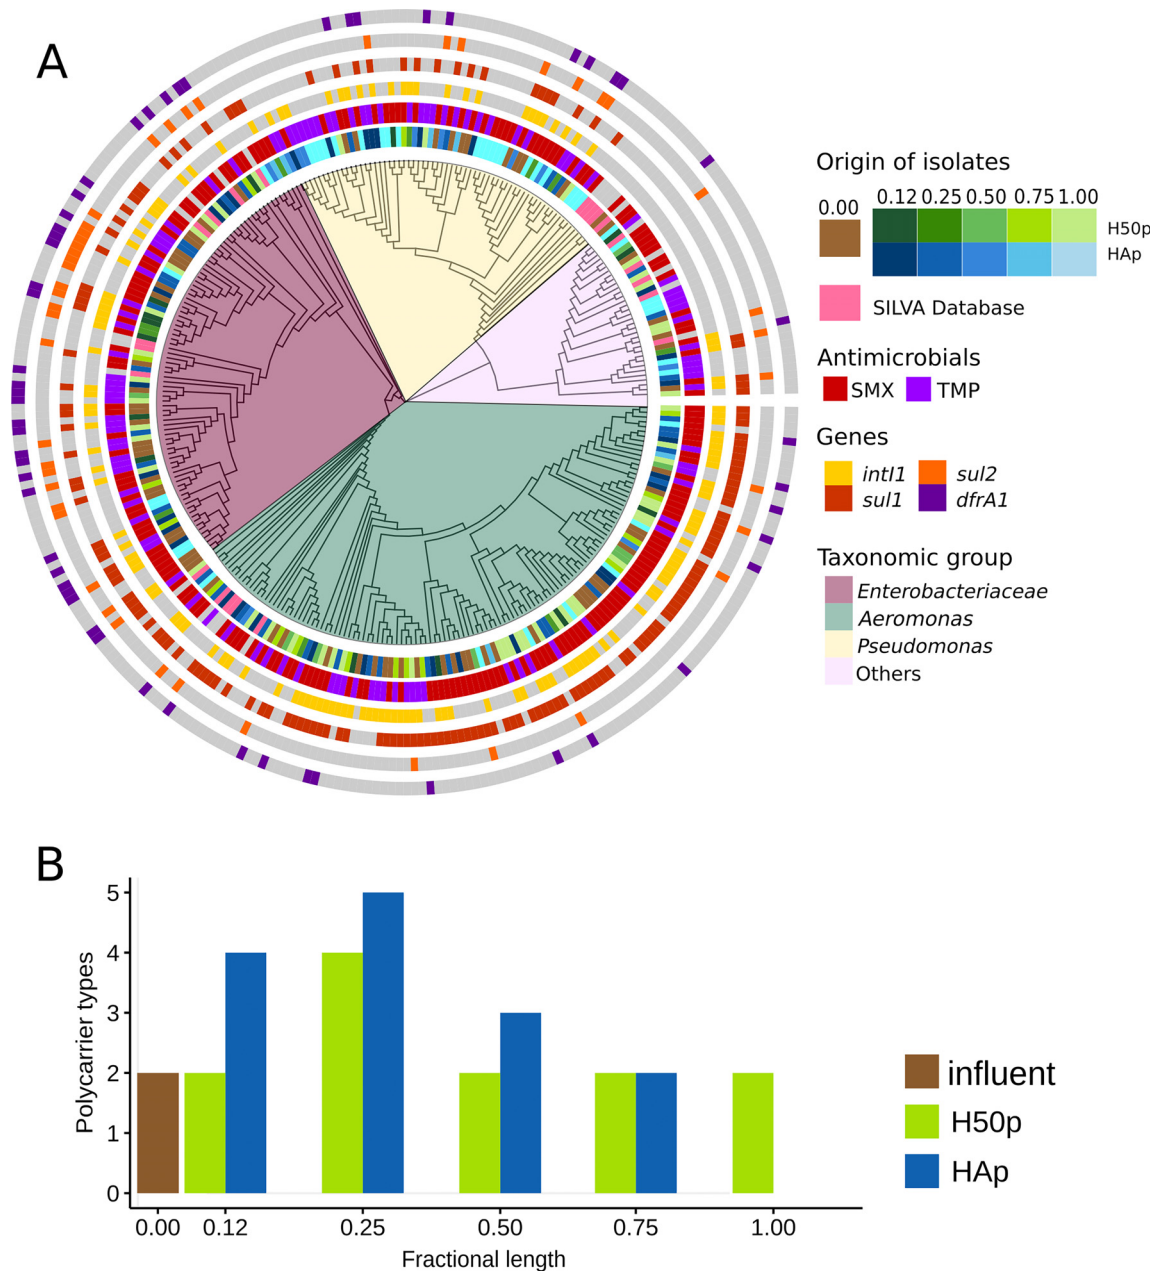 A
Origin of isolates
0.00 0.12 0.25 0.50 0.75 1.00
H50p
HAp
SILVA Database
Antimicrobials
SMX TMP
Genes
intI1 sul2
sul1 dfrA1
Taxonomic group
Enterobacteriaceae
Aeromonas
Pseudomonas
Others
B
Polycarrier types
5
4
3
2
1
0
0.00 0.12 0.25 0.50 0.75 1.00
Fractional length
influent
H50p
HAp